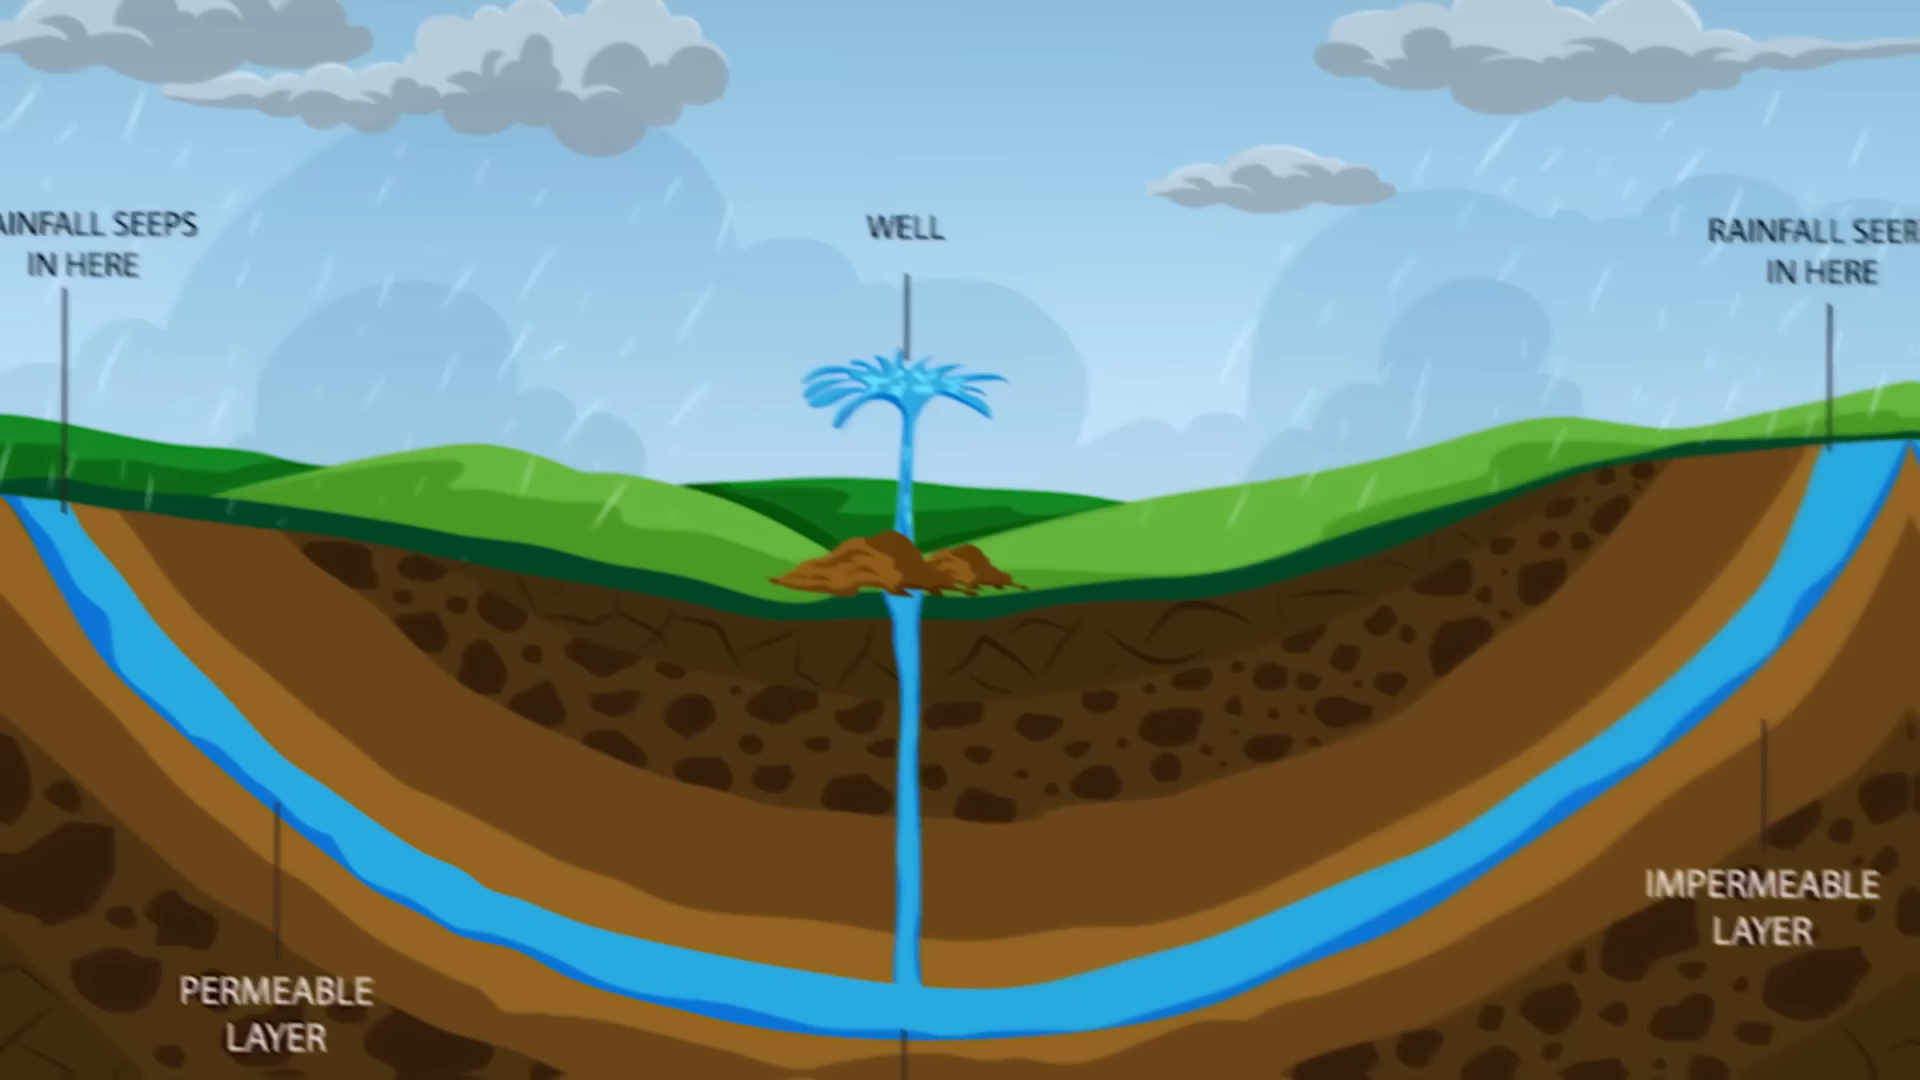 AINFALL SEEPS
IN HERE
WELL
RAINFALL SEEP
IN HERE
PERMEABLE
LAYER
IMPERMEABLE
LAYER